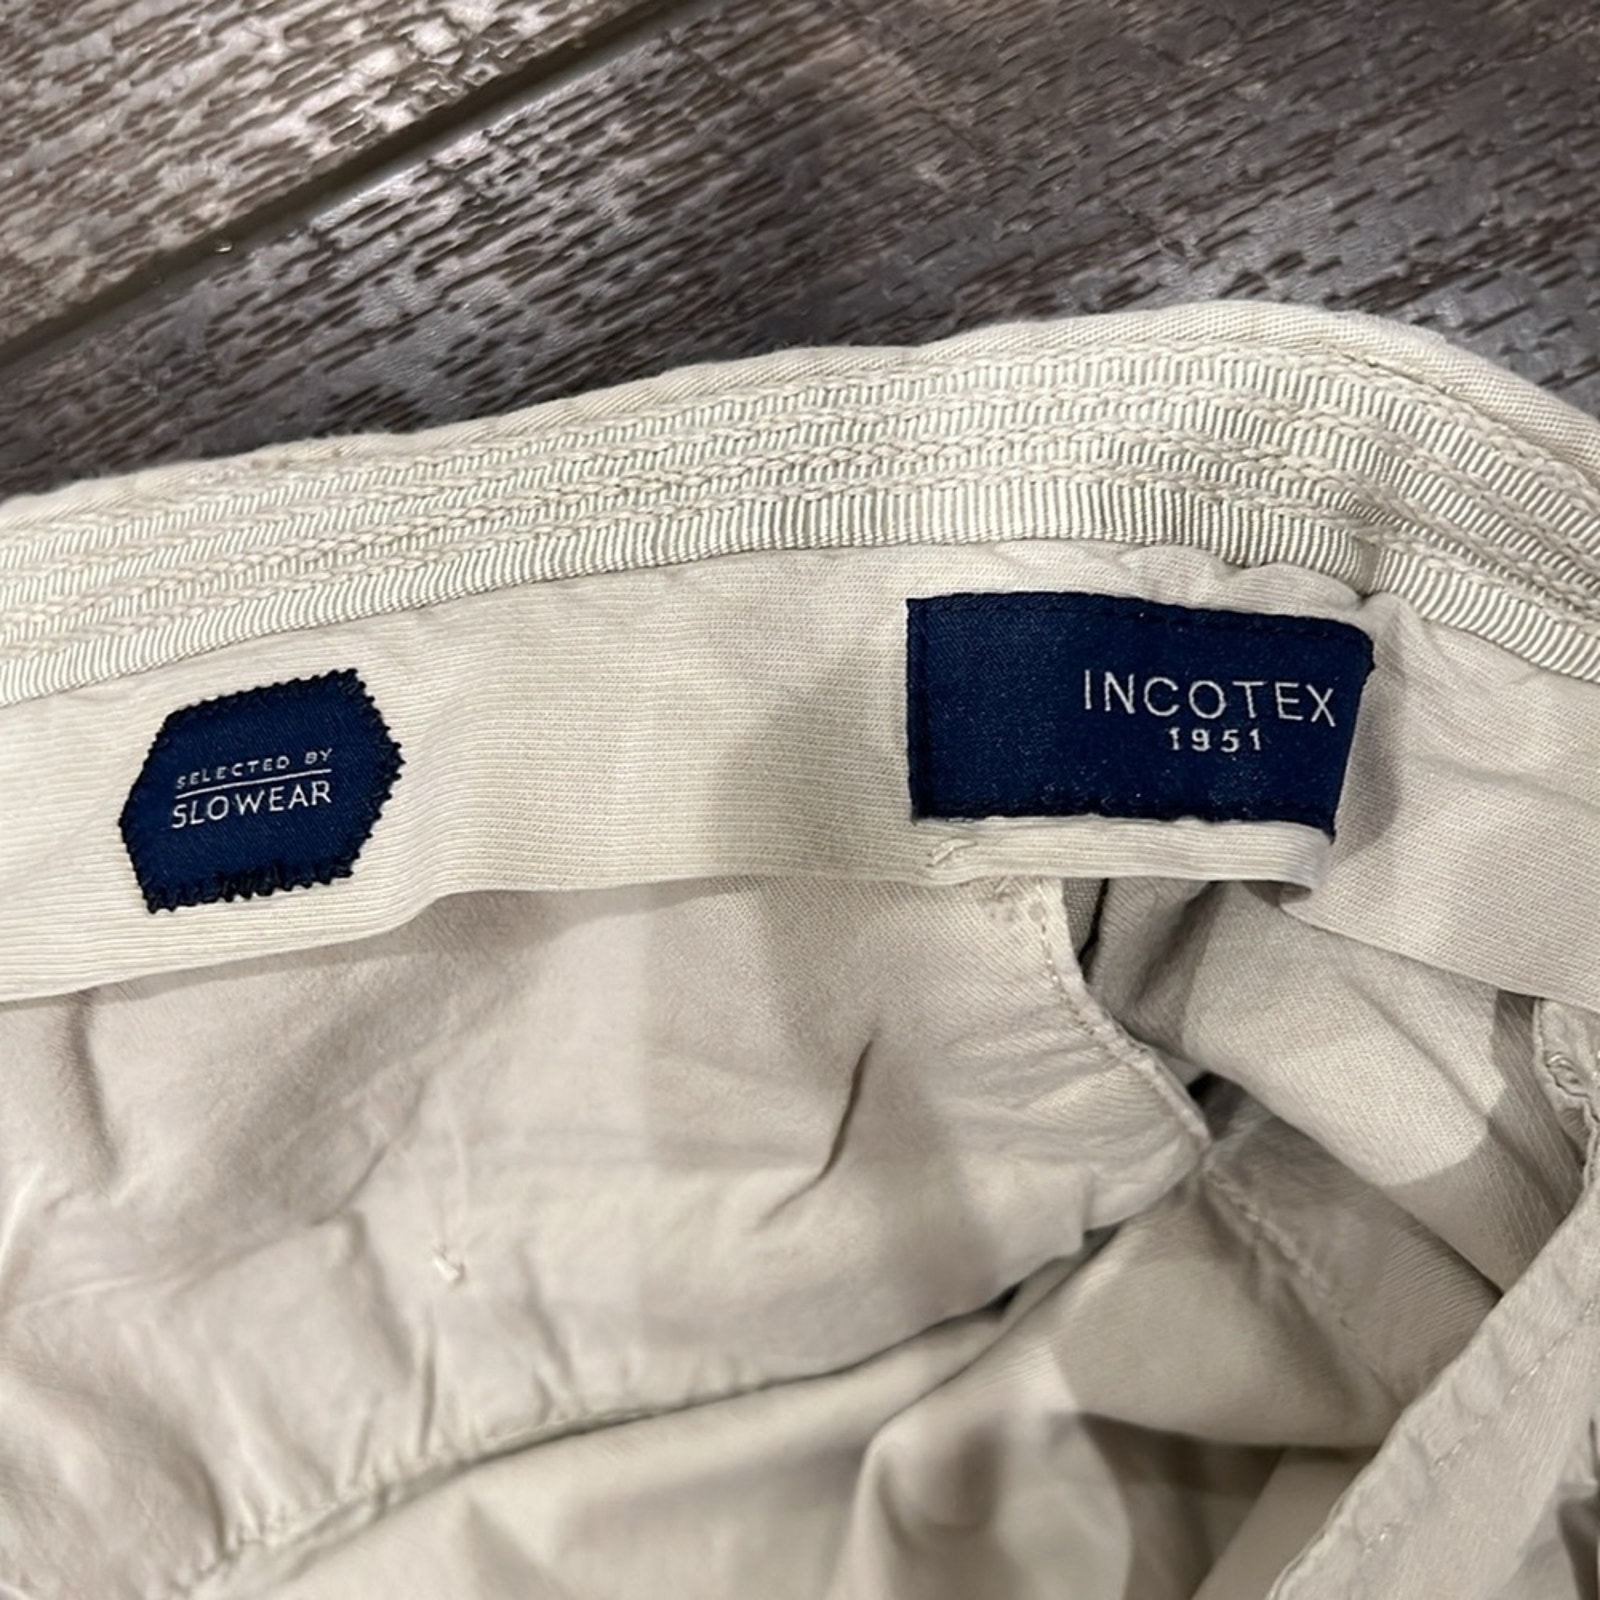 SELECTED BY
SLOWEAR
INCOTEX
1951